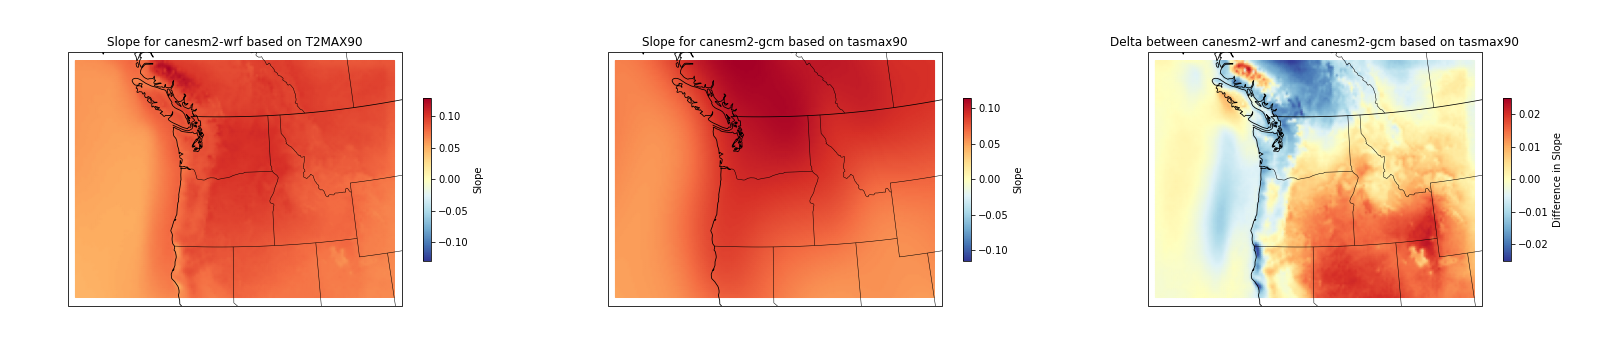 Slope for canesm2-wrf based on T2MAX90
0.10
0.05
0.00
−0.05
−0.10
Slope
Slope for canesm2-gcm based on tasmax90
0.10
0.05
0.00
−0.05
−0.10
Slope
Delta between canesm2-wrf and canesm2-gcm based on tasmax90
0.02
0.01
0.00
−0.01
−0.02
Difference in Slope